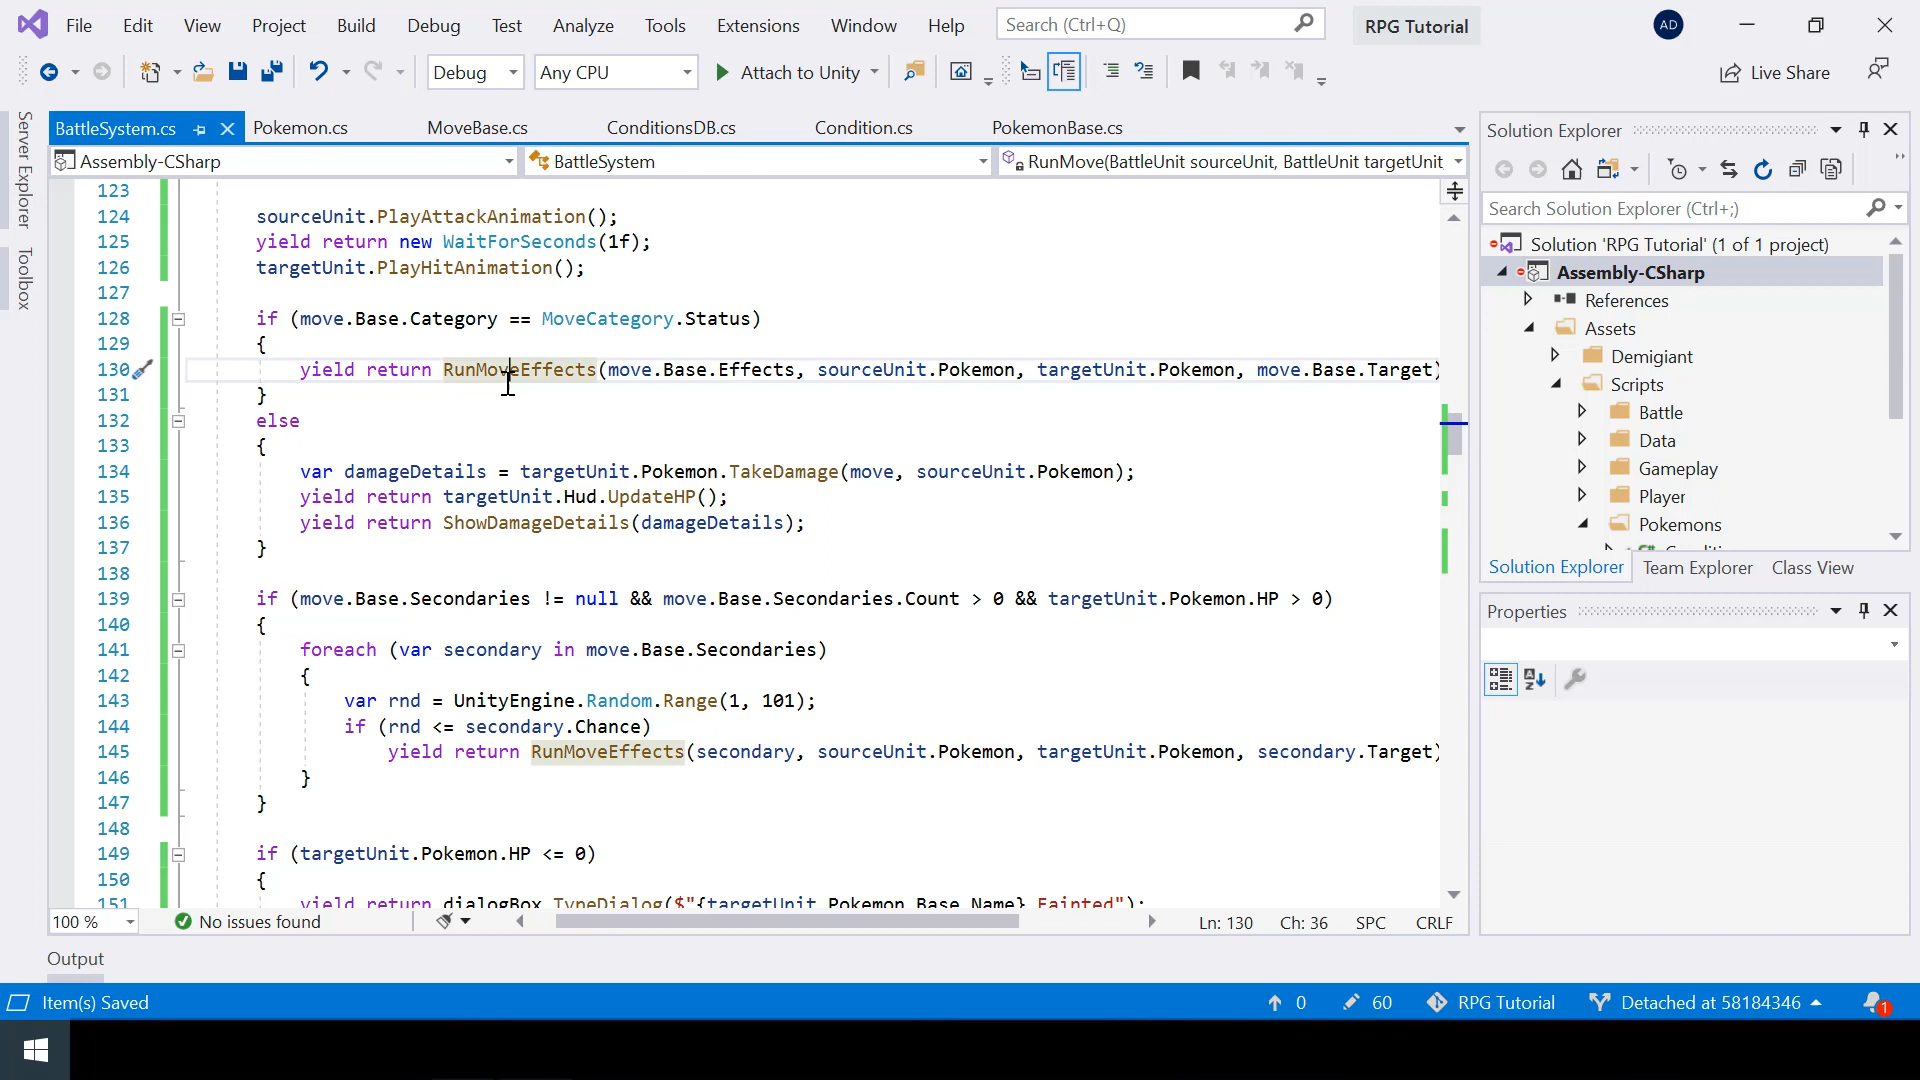 File Edit View Project Build Debug Test Analyze Tools Extensions Window Help Search (Ctrl+Q) RPG Tutorial AD
Debug Any CPU Attach to Unity Live Share
Server Explorer
Toolbox
BattleSystem.cs Pokemon.cs MoveBase.cs ConditionsDB.cs Condition.cs PokemonBase.cs
Assembly-CSharp BattleSystem RunMove(BattleUnit sourceUnit, BattleUnit targetUnit
123
124 sourceUnit.PlayAttackAnimation();
125 yield return new WaitForSeconds(1f);
126 targetUnit.PlayHitAnimation();
127
128 if (move.Base.Category == MoveCategory.Status)
129 {
130 yield return RunMoveEffects(move.Base.Effects, sourceUnit.Pokemon, targetUnit.Pokemon, move.Base.Target)
131 }
132 else
133 {
134 var damageDetails = targetUnit.Pokemon.TakeDamage(move, sourceUnit.Pokemon);
135 yield return targetUnit.Hud.UpdateHP();
136 yield return ShowDamageDetails(damageDetails);
137 }
138
139 if (move.Base.Secondaries != null && move.Base.Secondaries.Count > 0 && targetUnit.Pokemon.HP > 0)
140 {
141 foreach (var secondary in move.Base.Secondaries)
142 {
143 var rnd = UnityEngine.Random.Range(1, 101);
144 if (rnd <= secondary.Chance)
145 yield return RunMoveEffects(secondary, sourceUnit.Pokemon, targetUnit.Pokemon, secondary.Target)
146 }
147 }
148
149 if (targetUnit.Pokemon.HP <= 0)
150 {
151 yield return dialogBox.TypeDialog($"{targetUnit.Pokemon.Base.Name} Fainted");
100 % No issues found Ln: 130 Ch: 36 SPC CRLF
Solution Explorer
Search Solution Explorer (Ctrl+;)
Solution 'RPG Tutorial' (1 of 1 project)
Assembly-CSharp
References
Assets
Demigiant
Scripts
Battle
Data
Gameplay
Player
Pokemons
Solution Explorer Team Explorer Class View
Properties
Output
Item(s) Saved 0 60 RPG Tutorial Detached at 58184346 1